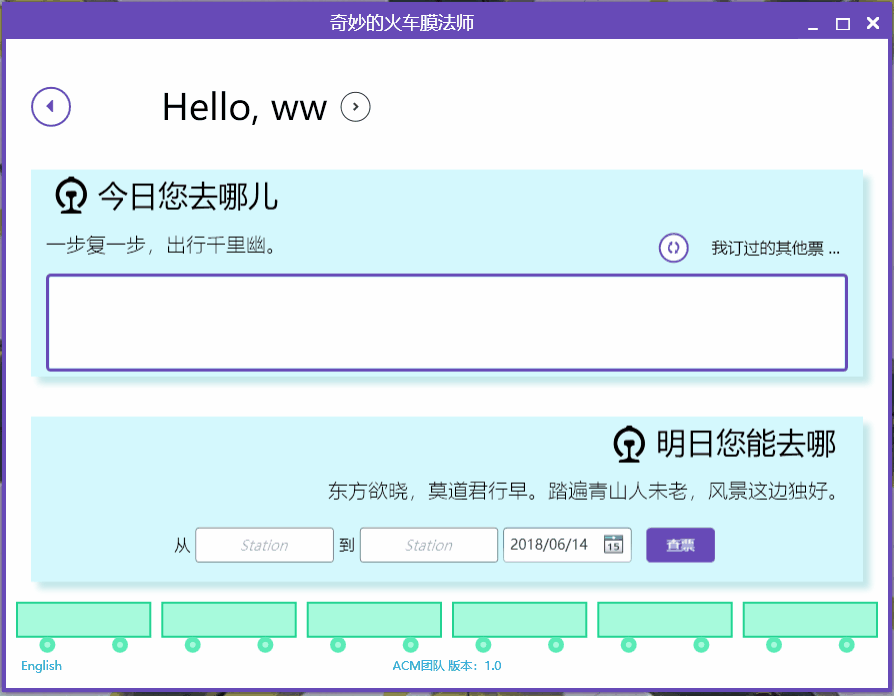 奇妙的火车膜法师
Hello, ww
今日您去哪儿
一步复一步，出行千里幽。
我订过的其他票 ...
明日您能去哪
东方欲晓，莫道君行早。踏遍青山人未老，风景这边独好。
从 Station 到 Station 2018/06/14 15 查票
English ACM团队 版本：1.0